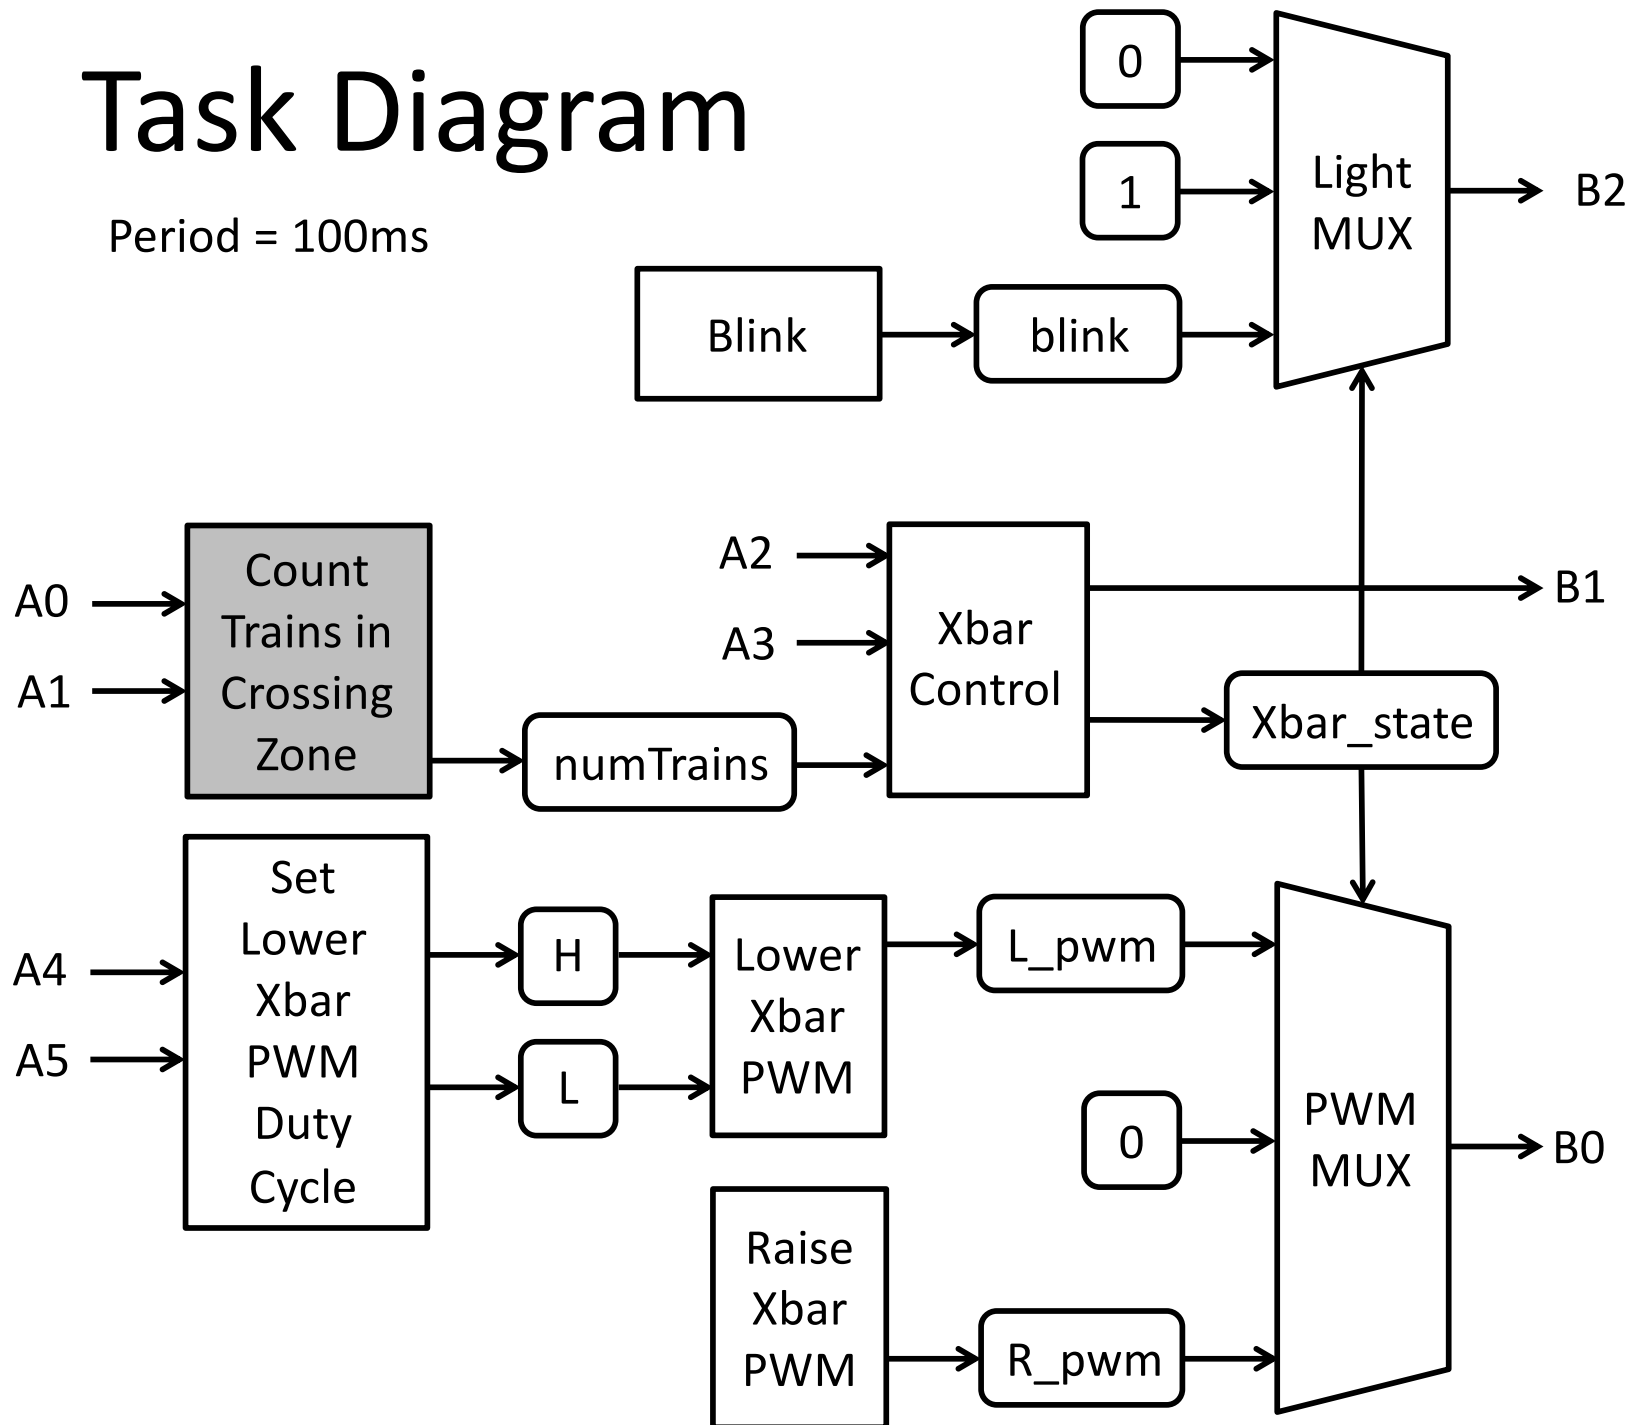 Task Diagram
Period = 100ms
0
1
Light
MUX
B2
Blink
blink
A0
A1
Count
Trains in
Crossing
Zone
numTrains
A2
A3
Xbar
Control
B1
Xbar_state
A4
A5
Set
Lower
Xbar
PWM
Duty
Cycle
H
L
Lower
Xbar
PWM
L_pwm
0
PWM
MUX
B0
Raise
Xbar
PWM
R_pwm